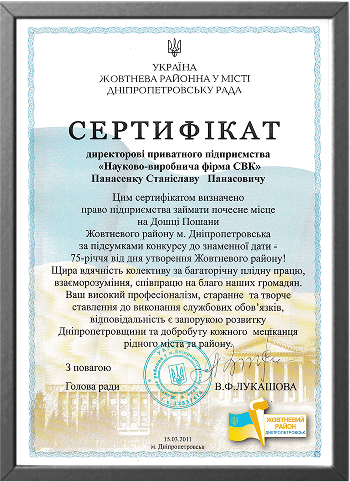 УКРАЇНА
ЖОВТНЕВА РАЙОННА У МІСТІ
ДНІПРОПЕТРОВСЬКУ РАДА
СЕРТИФІКАТ
директорові приватного підприємства
«Науково-виробнича фірма СВК»
Панасенку Станіславу Панасовичу
Цим сертифікатом визначено
право підприємства займати почесне місце
на Дошці Пошани
Жовтневого району м. Дніпропетровська
за підсумками конкурсу до знаменної дати -
75-річчя від дня утворення Жовтневого району!
Щира вдячність колективу за багаторічну плідну працю,
взаєморозуміння, співпрацю на благо наших громадян.
Ваш високий професіоналізм, старанне та творче
ставлення до виконання службових обов'язків,
відповідальність є запорукою розвитку
Дніпропетровщини та добробуту кожного мешканця
рідного міста та району.
З повагою
Голова ради В.Ф.ЛУКАШОВА
ЖОВТНЕВИЙ
РАЙОН
ДНІПРОПЕТРОВСЬК
15.03.2011
м. Дніпропетровськ